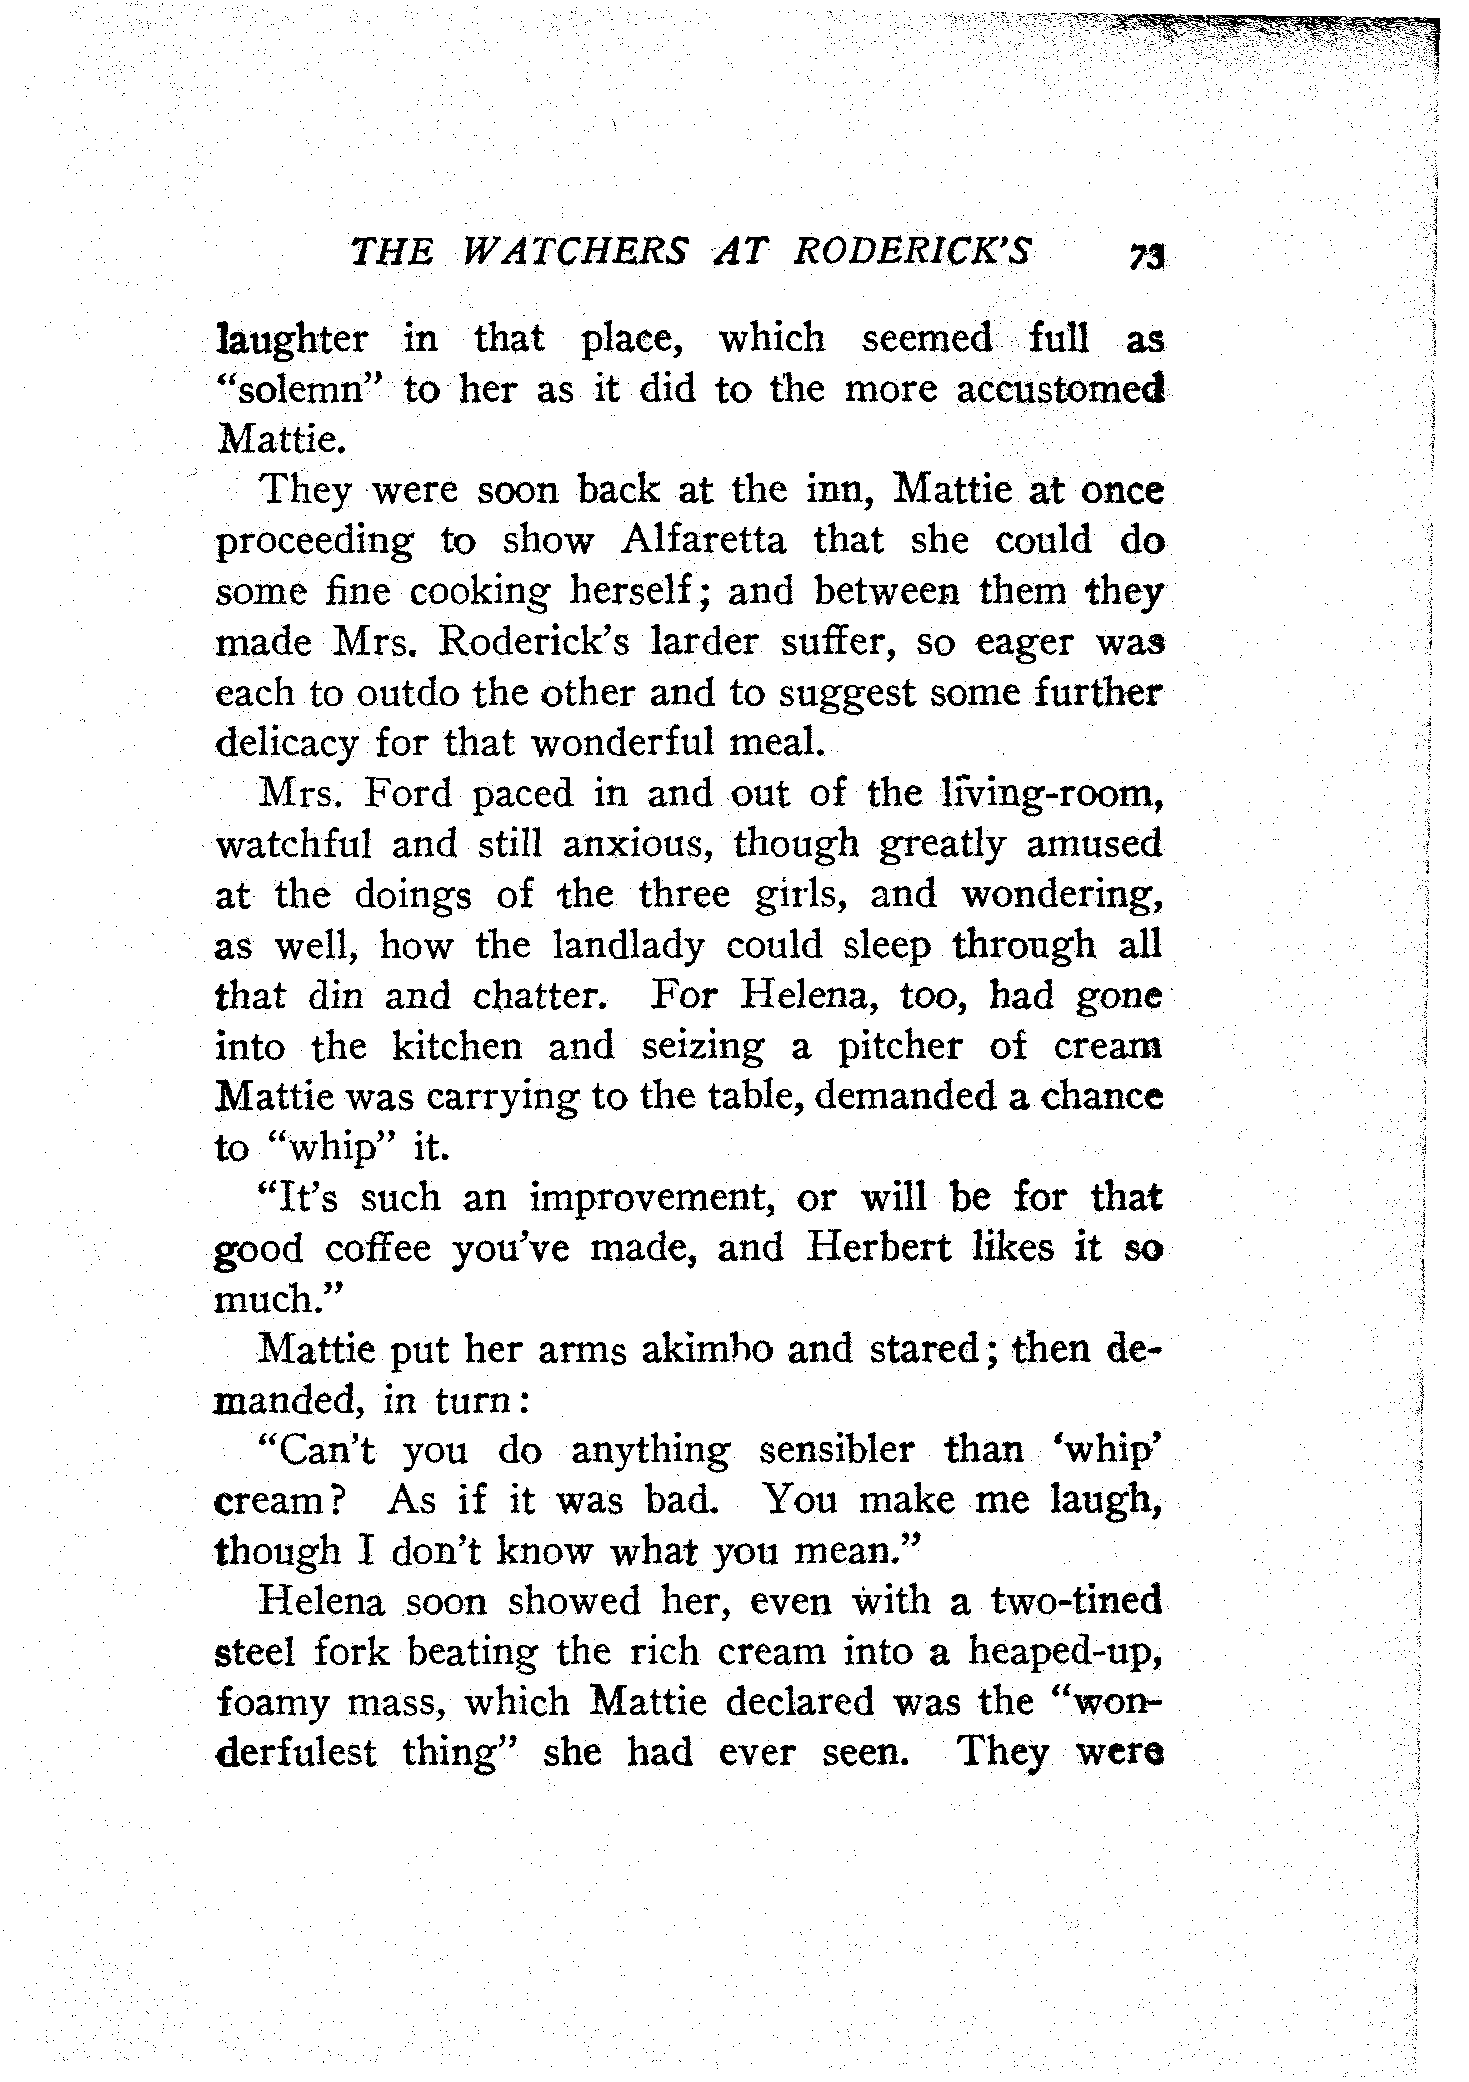 THE WATCHERS AT RODERICK'S 73
laughter in that place, which seemed full as
“solemn” to her as it did to the more accustomed
Mattie.
They were soon back at the inn, Mattie at once
proceeding to show Alfaretta that she could do
some fine cooking herself; and between them they
made Mrs. Roderick's larder suffer, so eager was
each to outdo the other and to suggest some further
delicacy for that wonderful meal.
Mrs. Ford paced in and out of the living-room,
watchful and still anxious, though greatly amused
at the doings of the three girls, and wondering,
as well, how the landlady could sleep through all
that din and chatter. For Helena, too, had gone
into the kitchen and seizing a pitcher of cream
Mattie was carrying to the table, demanded a chance
to “whip” it.
“It's such an improvement, or will be for that
good coffee you've made, and Herbert likes it so
much.”
Mattie put her arms akimbo and stared; then de-
manded, in turn:
“Can't you do anything sensibler than ‘whip’
cream? As if it was bad. You make me laugh,
though I don't know what you mean.”
Helena soon showed her, even with a two-tined
steel fork beating the rich cream into a heaped-up,
foamy mass, which Mattie declared was the “won-
derfulest thing” she had ever seen. They were